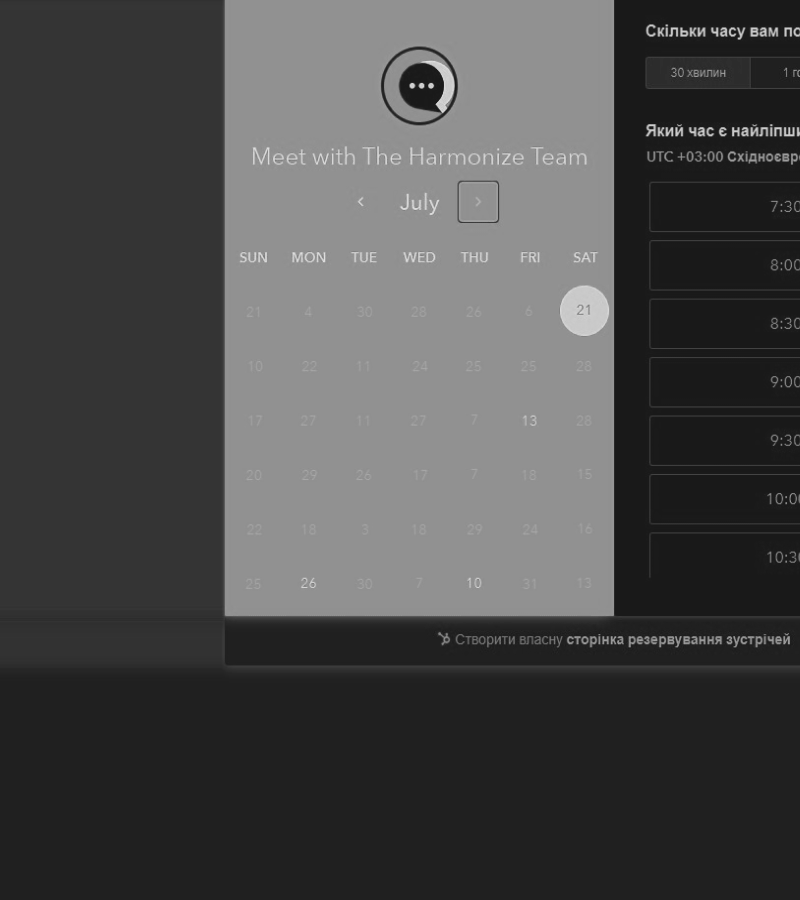 Скільки часу вам по
30 хвилин 1 го
Який час є найліпши
UTC +03:00 Східноєвро
7:30
8:00
8:30
9:00
9:30
10:00
10:30
Meet with The Harmonize Team
July
SUN MON TUE WED THU FRI SAT
21 4 30 28 26 6 21
10 22 11 24 25 25 28
17 27 11 27 7 13 28
20 29 26 17 7 18 15
22 18 3 18 29 24 16
25 26 30 7 10 31 13
Створити власну сторінка резервування зустрічей